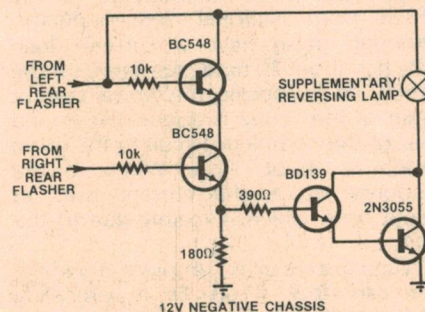 BC548
FROM
LEFT
REAR
FLASHER
10k
SUPPLEMENTARY
REVERSING LAMP
BC548
FROM
RIGHT
REAR
FLASHER
10k
BD139
390Ω
2N3055
180Ω
12V NEGATIVE CHASSIS